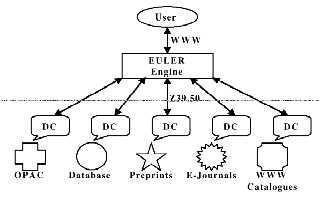 User
WWW
EULER
Engine
Z39.50
DC DC DC DC DC
OPAC Database Preprints E-Journals WWW
Catalogues